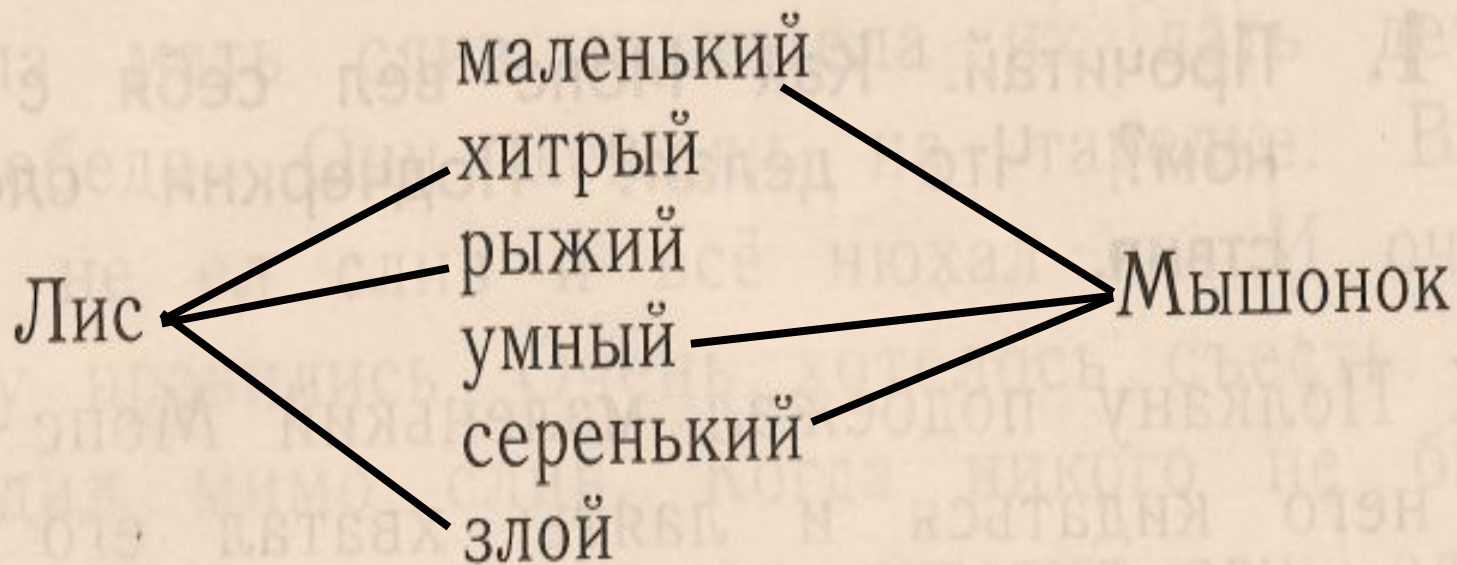 маленький
хитрый
рыжий
Лис
умный
Мышонок
серенький
злой